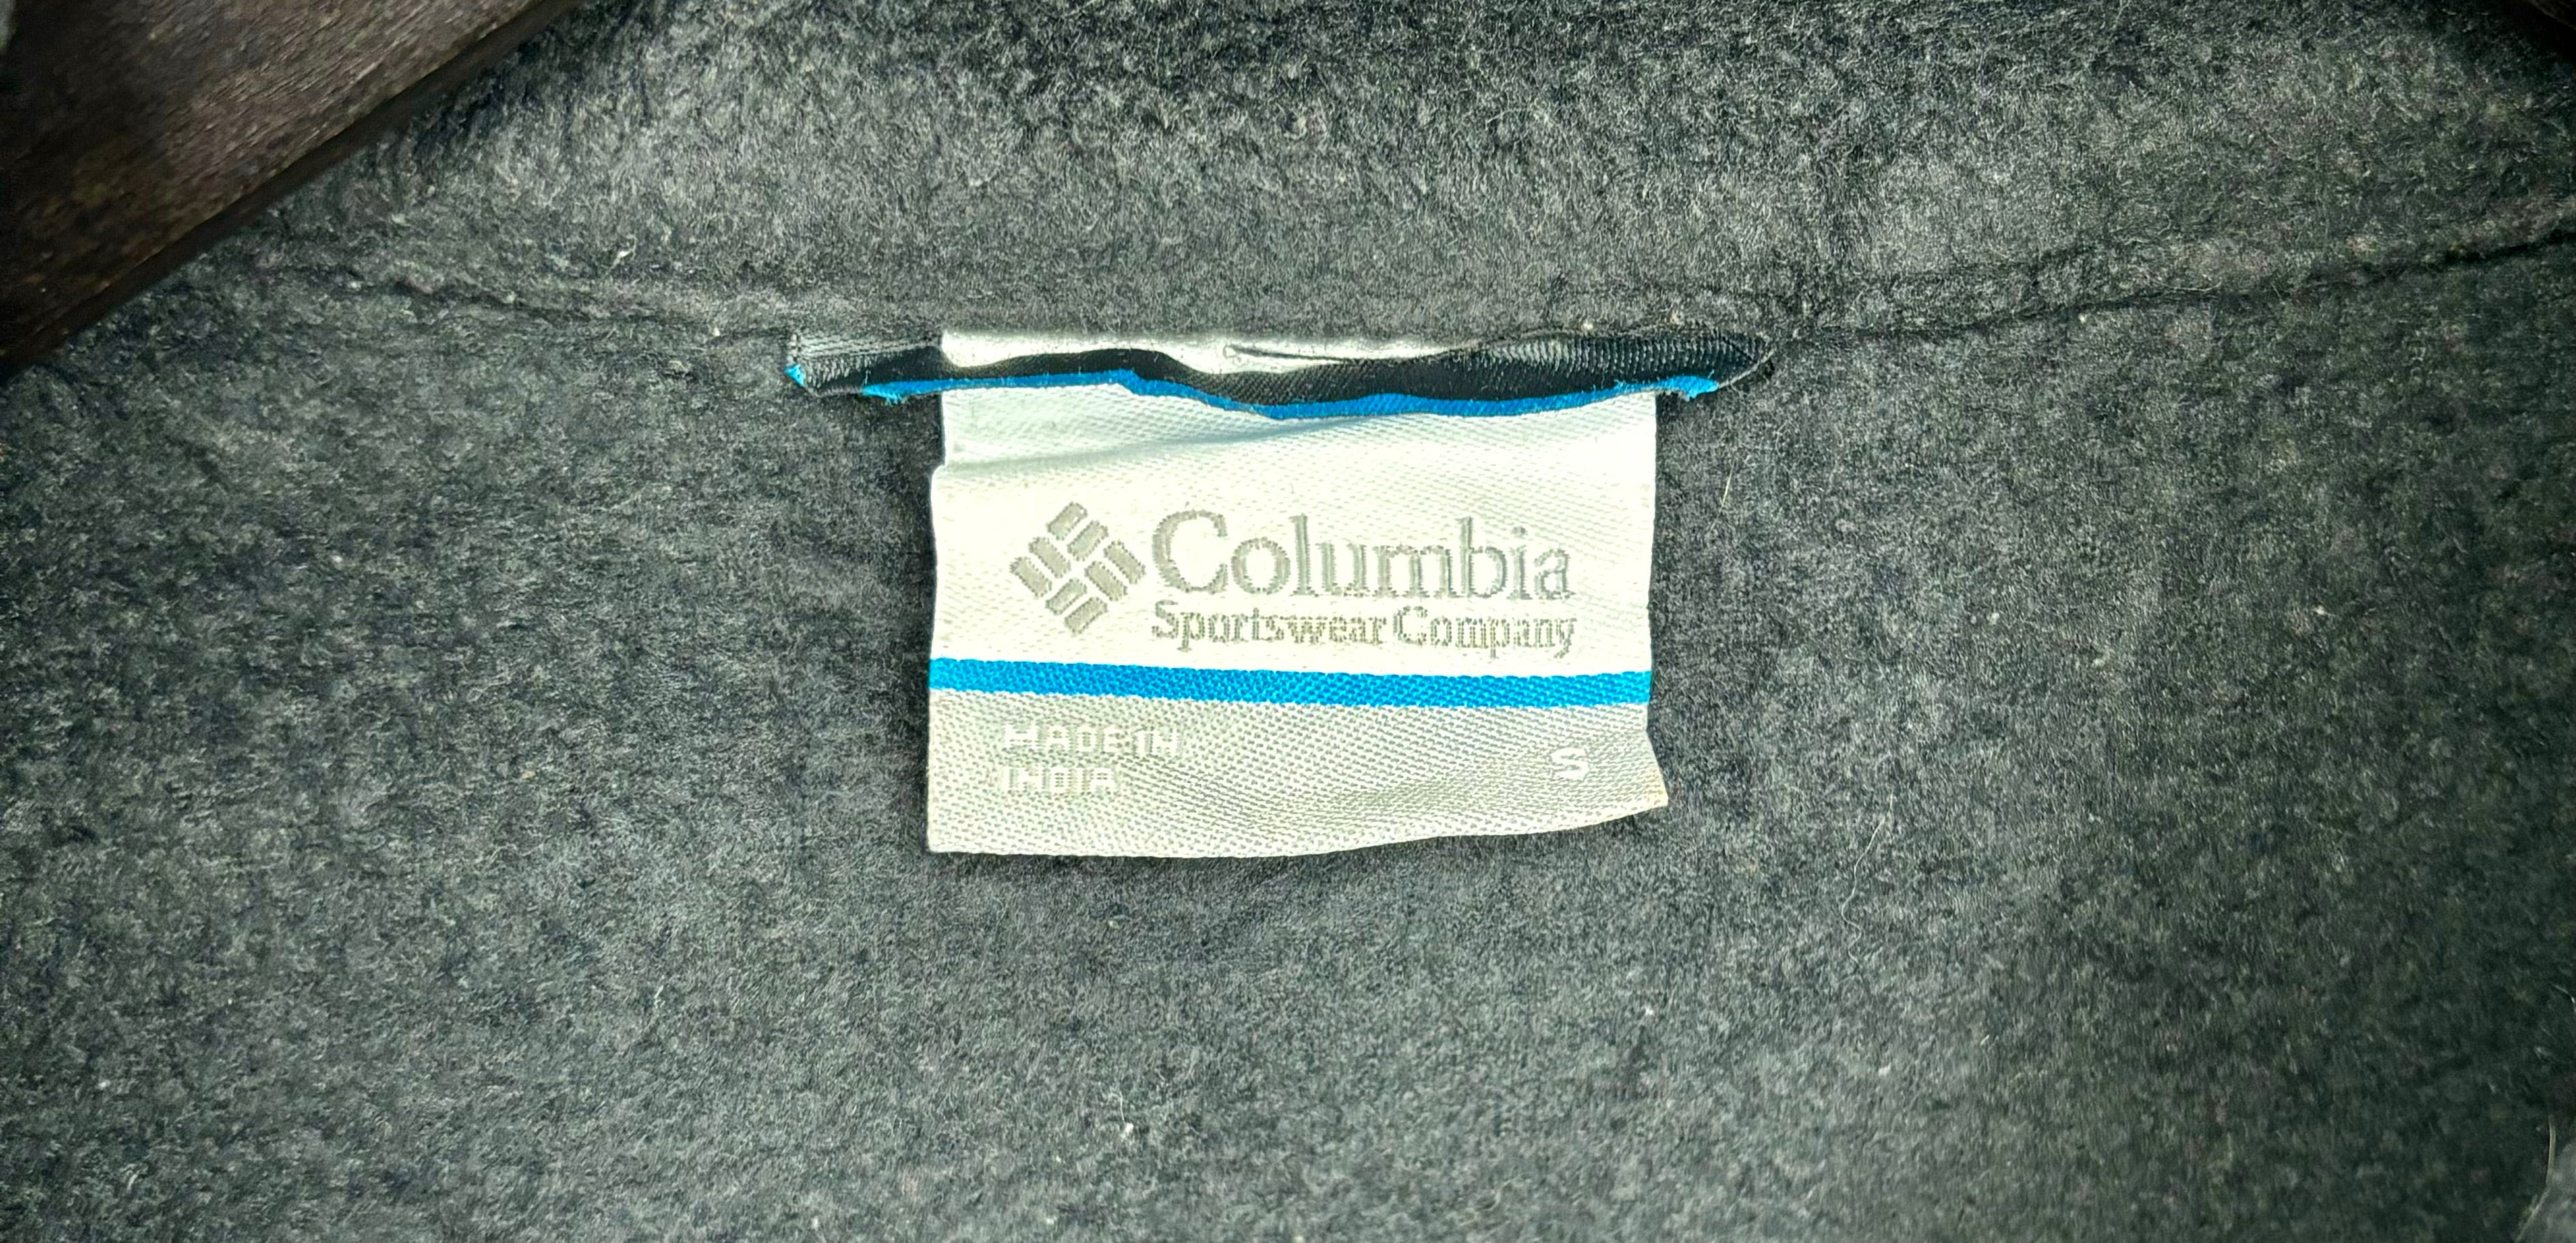 Columbia
Sportswear Company
MADE IN
INDIA
S